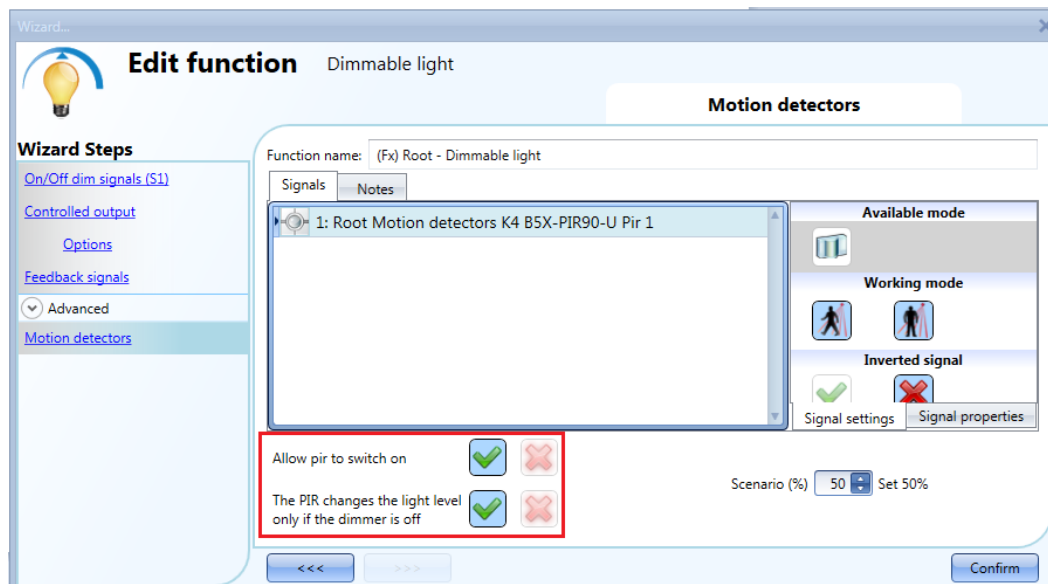 Wizard...
Edit function Dimmable light
Motion detectors
Wizard Steps
On/Off dim signals (S1)
Controlled output
Options
Feedback signals
Advanced
Motion detectors
Function name: (Fx) Root - Dimmable light
Signals Notes
1: Root Motion detectors K4 B5X-PIR90-U Pir 1
Available mode
Working mode
Inverted signal
Signal settings Signal properties
Allow pir to switch on
The PIR changes the light level
only if the dimmer is off
Scenario (%) 50 Set 50%
<<< >>> Confirm